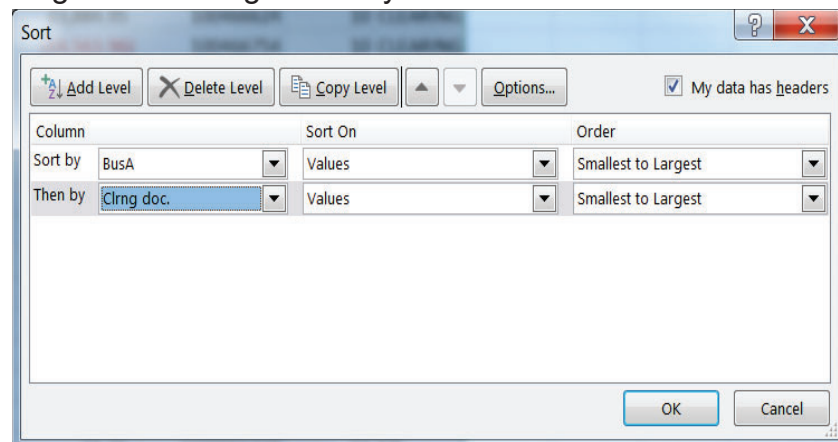 Sort
Add Level Delete Level Copy Level Options... My data has headers
Column Sort On Order
Sort by BusA Values Smallest to Largest
Then by Clrng doc. Values Smallest to Largest
OK Cancel